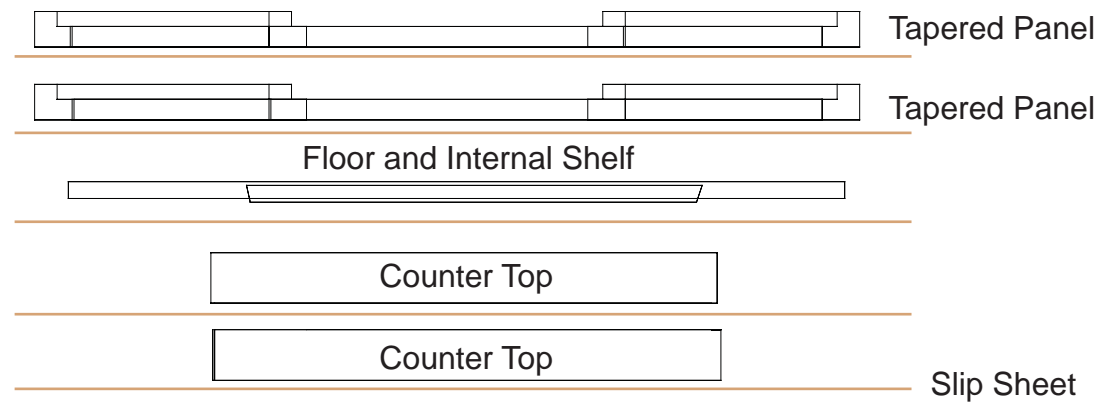 Tapered Panel
Tapered Panel
Floor and Internal Shelf
Counter Top
Counter Top
Slip Sheet